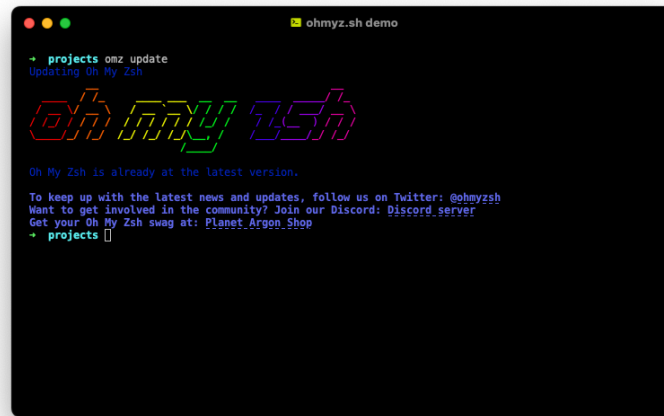 ohmyz.sh demo
→ projects omz update
Updating Oh My Zsh
oh my zsh
Oh My Zsh is already at the latest version.
To keep up with the latest news and updates, follow us on Twitter: @ohmyzsh
Want to get involved in the community? Join our Discord: Discord server
Get your Oh My Zsh swag at: Planet Argon Shop
→ projects